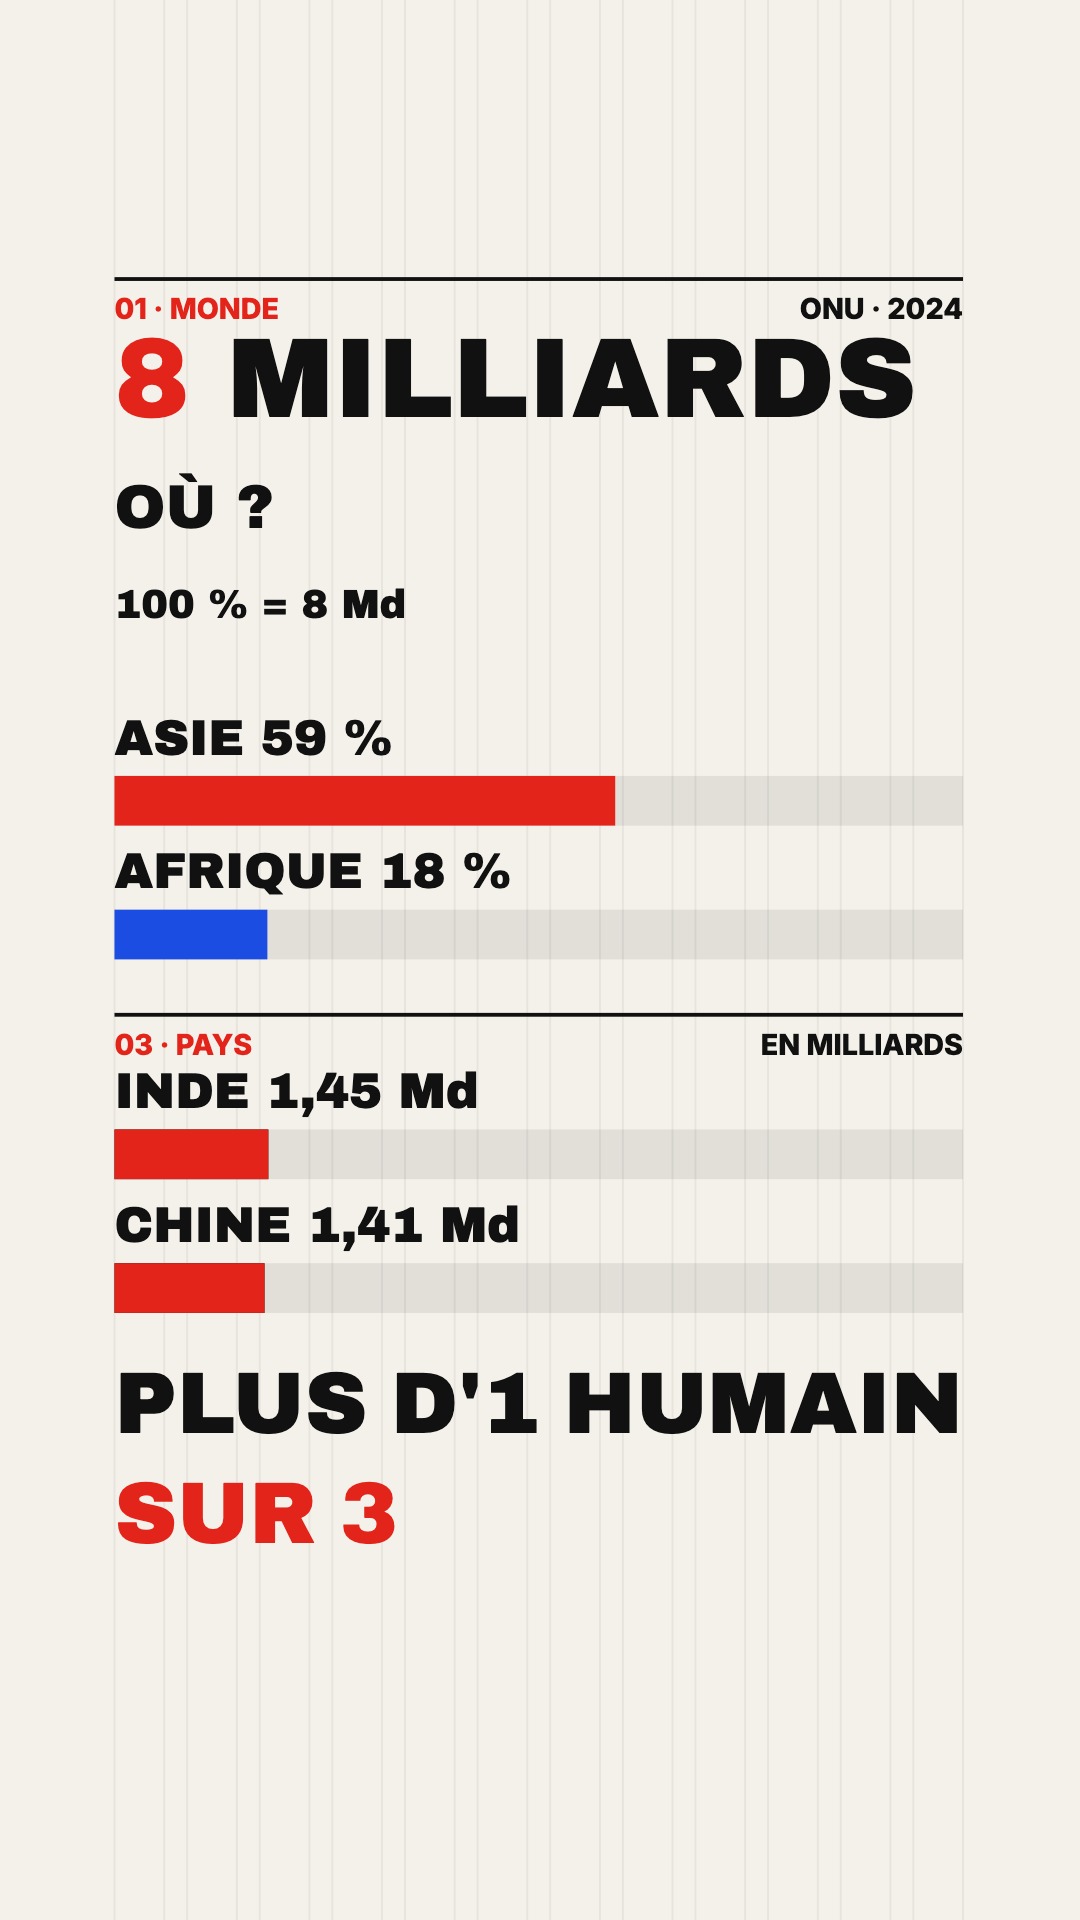 01 · MONDE
ONU · 2024
8 MILLIARDS
OÙ ?
100 % = 8 Md
ASIE 59 %
AFRIQUE 18 %
03 · PAYS
EN MILLIARDS
INDE 1,45 Md
CHINE 1,41 Md
PLUS D'1 HUMAIN
SUR 3